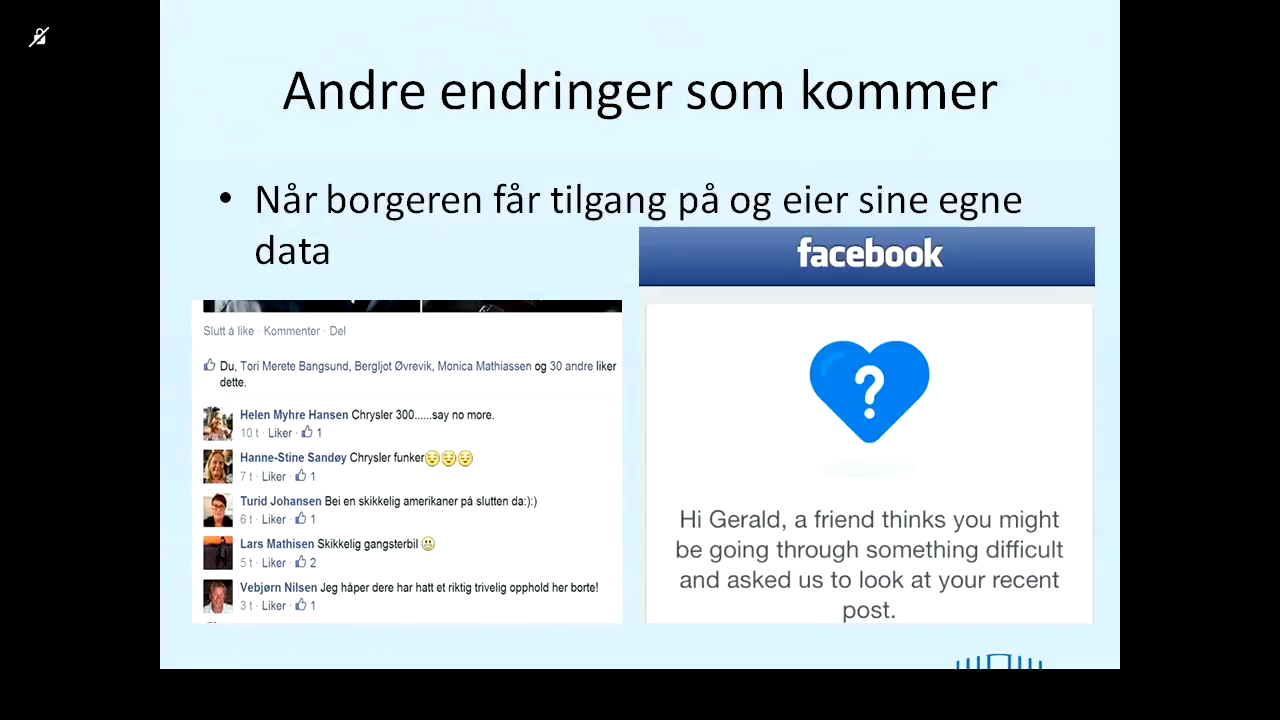 Andre endringer som kommer
• Når borgeren får tilgang på og eier sine egne
data
Slutt å like · Kommenter · Del
Du, Tori Merete Bangsund, Bergljot Øvrevik, Monica Mathiassen og 30 andre liker
dette.
Helen Myhre Hansen Chrysler 300......say no more.
10 t · Liker · 1
Hanne-Stine Sandøy Chrysler funker😌😌😌
7 t · Liker · 1
Turid Johansen Bei en skikkelig amerikaner på slutten da:):)
6 t · Liker · 1
Lars Mathisen Skikkelig gangsterbil 😀
5 t · Liker · 2
Vebjørn Nilsen Jeg håper dere har hatt et riktig trivelig opphold her borte!
3 t · Liker · 1
facebook
?
Hi Gerald, a friend thinks you might
be going through something difficult
and asked us to look at your recent
post.